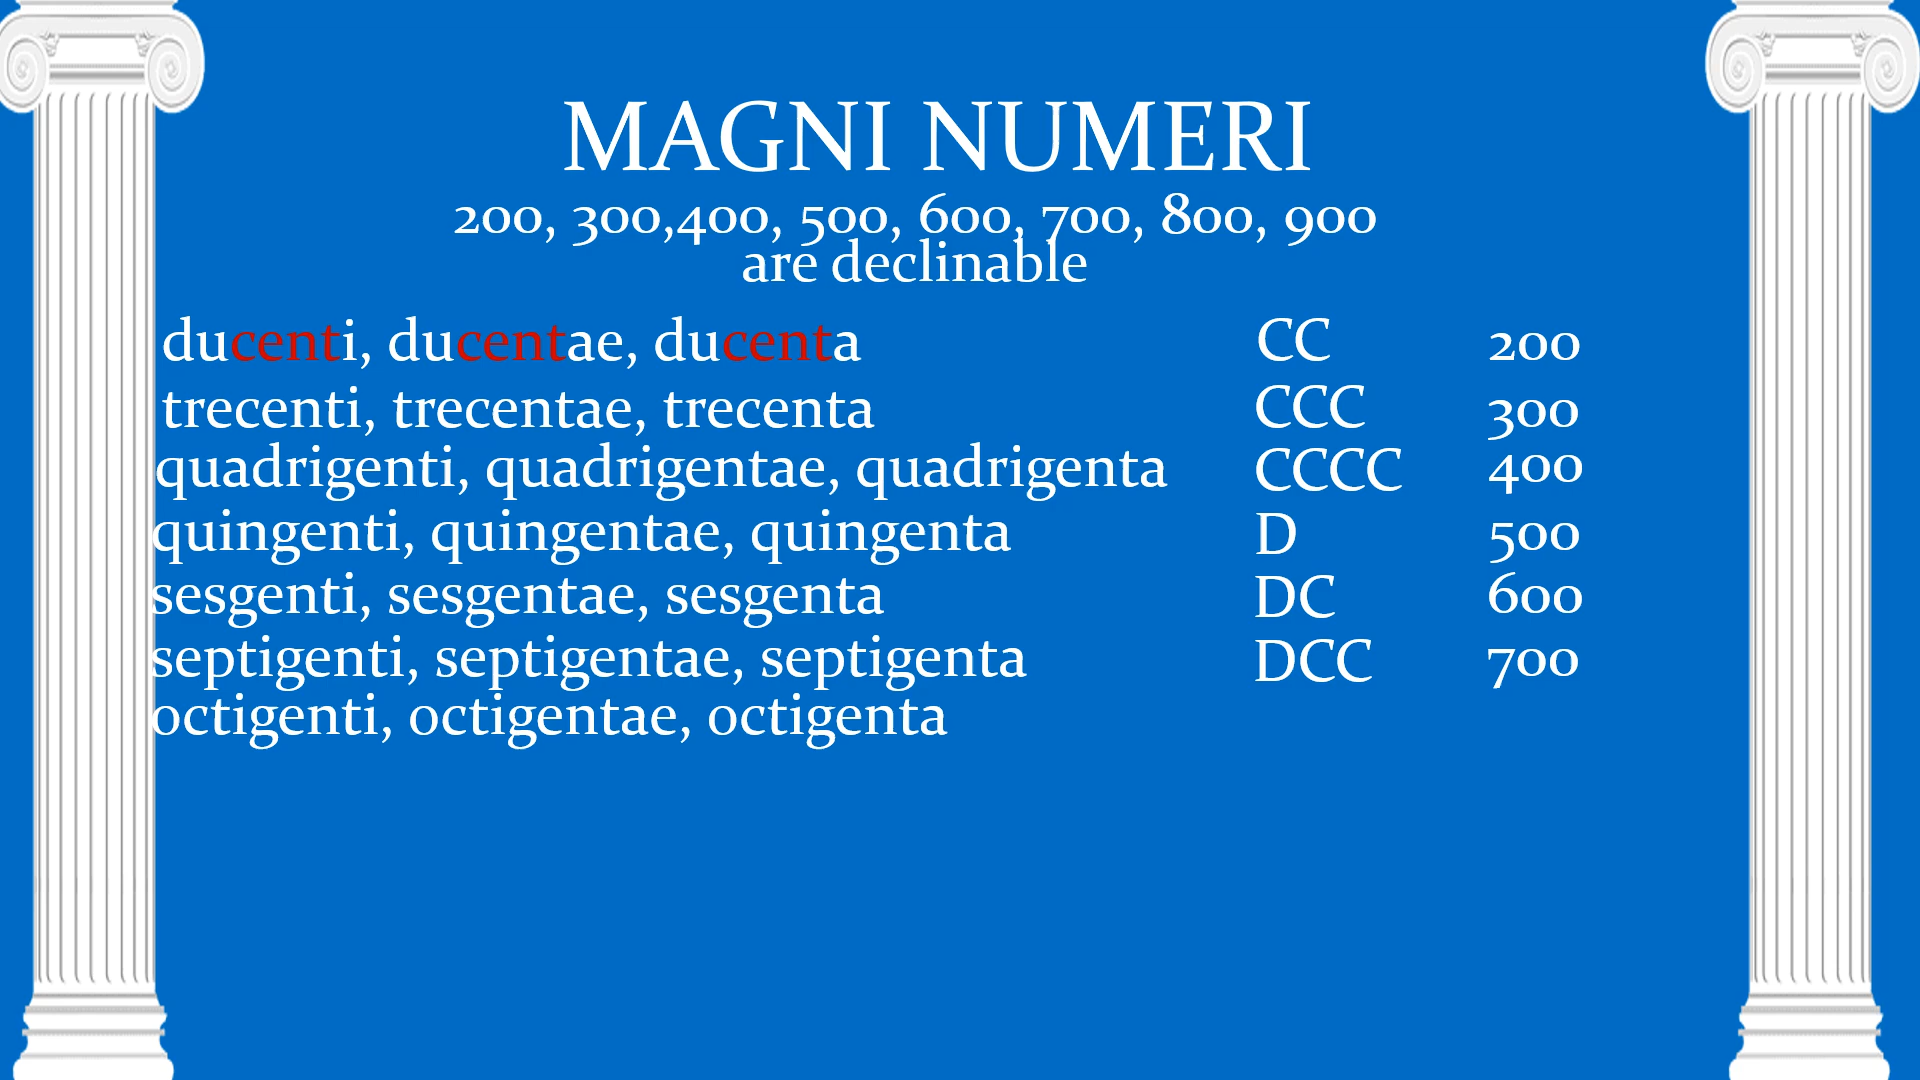 MAGNI NUMERI
200, 300,400, 500, 600, 700, 800, 900
are declinable
ducenti, ducentae, ducenta CC 200
trecenti, trecentae, trecenta CCC 300
quadrigenti, quadrigentae, quadrigenta CCCC 400
quingenti, quingentae, quingenta D 500
sesgenti, sesgentae, sesgenta DC 600
septigenti, septigentae, septigenta DCC 700
octigenti, octigentae, octigenta